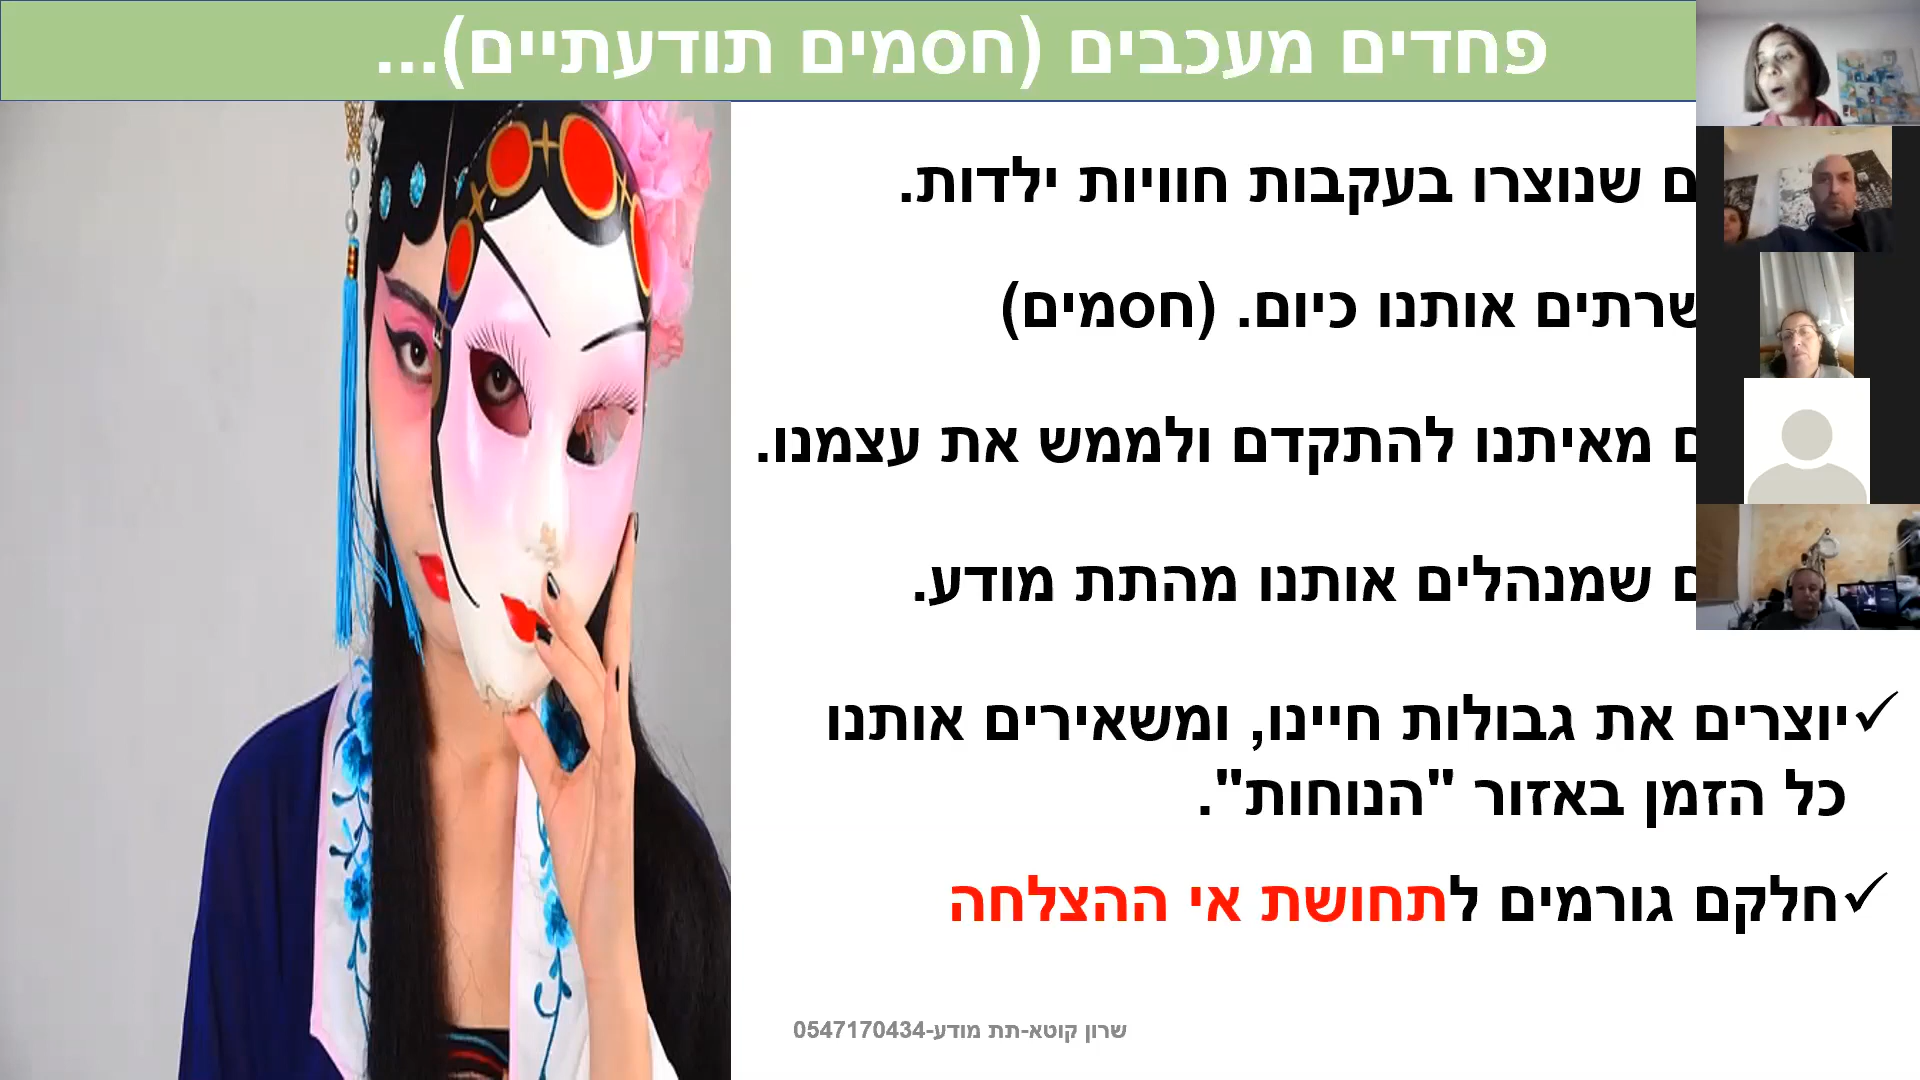 פחדים מעכבים (חסמים תודעתיים)...
שנוצרו בעקבות חוויות ילדות.
אותנו כיום. (חסמים)
מאיתנו להתקדם ולממש את עצמנו.
שמנהלים אותנו מהתת מודע.
✓יוצרים את גבולות חיינו, ומשאירים אותנו
כל הזמן באזור "הנוחות".
✓חלקם גורמים לתחושת אי ההצלחה
שרון קוטא-תת מודע-0547170434